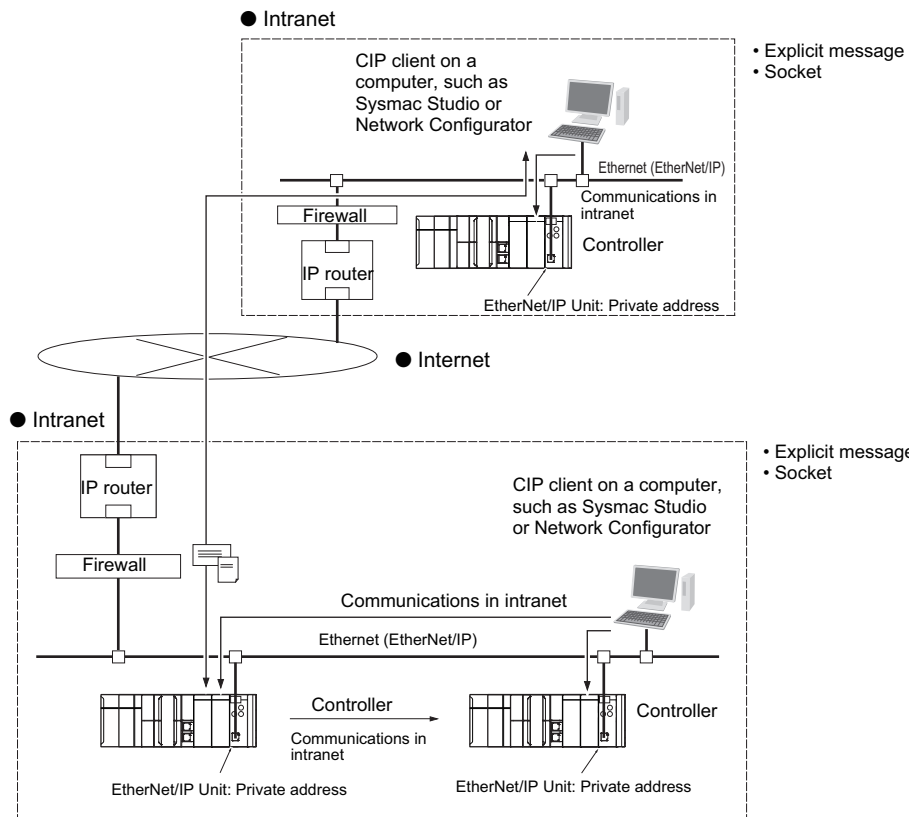 ● Intranet
CIP client on a
computer, such as
Sysmac Studio or
Network Configurator
• Explicit message
• Socket
Ethernet (EtherNet/IP)
Communications in
intranet
Firewall
Controller
IP router
EtherNet/IP Unit: Private address
● Internet
● Intranet
• Explicit message
• Socket
IP router
CIP client on a computer,
such as Sysmac Studio
or Network Configurator
Firewall
Communications in intranet
Ethernet (EtherNet/IP)
Controller
Controller
Communications in
intranet
EtherNet/IP Unit: Private address
EtherNet/IP Unit: Private address